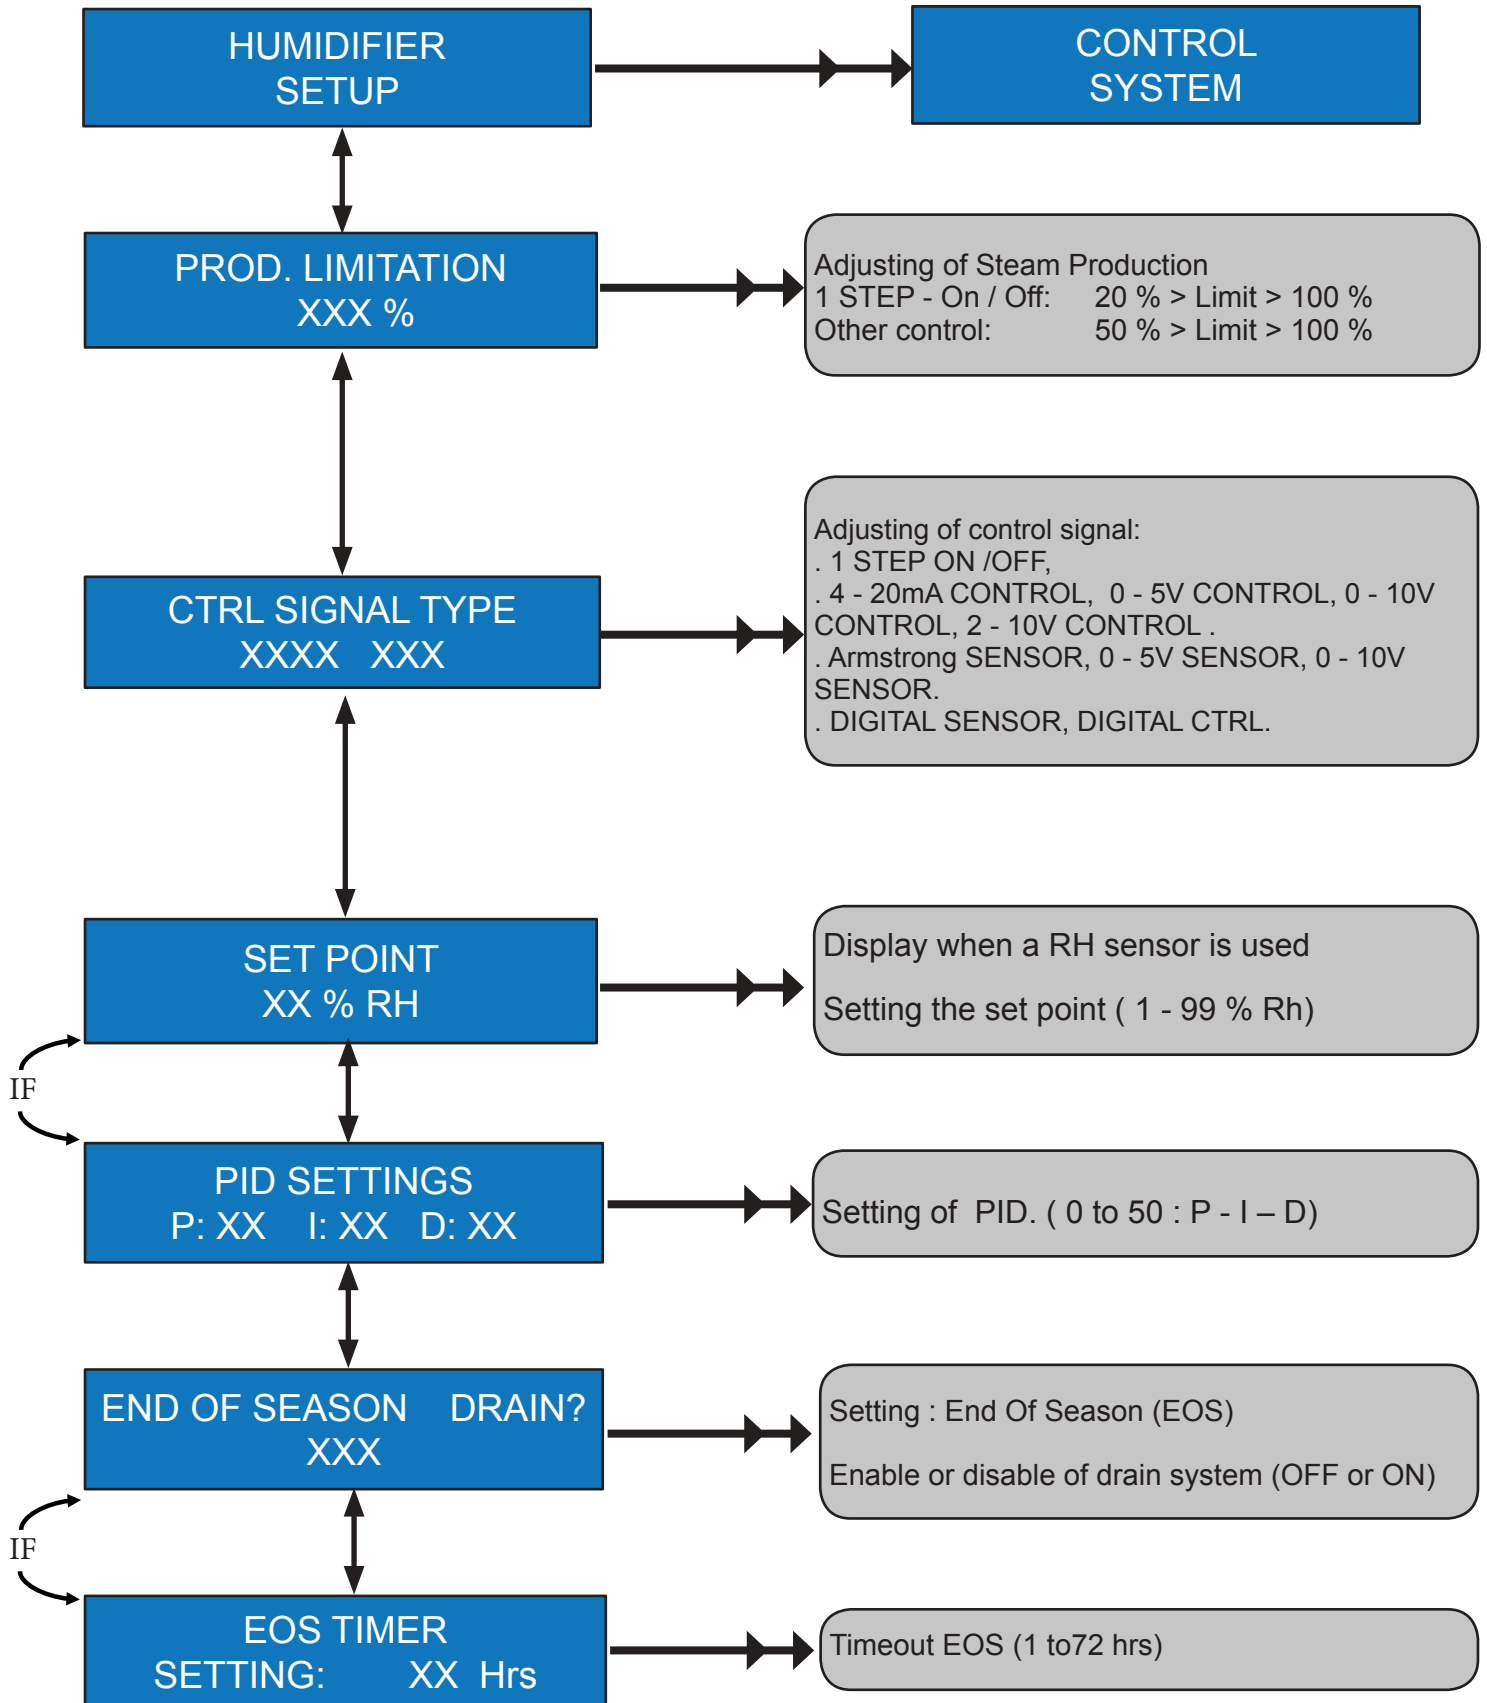 HUMIDIFIER
SETUP
CONTROL
SYSTEM
PROD. LIMITATION
XXX %
Adjusting of Steam Production
1 STEP - On / Off: 20 % > Limit > 100 %
Other control: 50 % > Limit > 100 %
CTRL SIGNAL TYPE
XXXX XXX
Adjusting of control signal:
. 1 STEP ON /OFF,
. 4 - 20mA CONTROL, 0 - 5V CONTROL, 0 - 10V
CONTROL, 2 - 10V CONTROL .
. Armstrong SENSOR, 0 - 5V SENSOR, 0 - 10V
SENSOR.
. DIGITAL SENSOR, DIGITAL CTRL.
SET POINT
XX % RH
Display when a RH sensor is used
Setting the set point ( 1 - 99 % Rh)
IF
PID SETTINGS
P: XX I: XX D: XX
Setting of PID. ( 0 to 50 : P - I – D)
END OF SEASON DRAIN?
XXX
Setting : End Of Season (EOS)
Enable or disable of drain system (OFF or ON)
IF
EOS TIMER
SETTING: XX Hrs
Timeout EOS (1 to72 hrs)